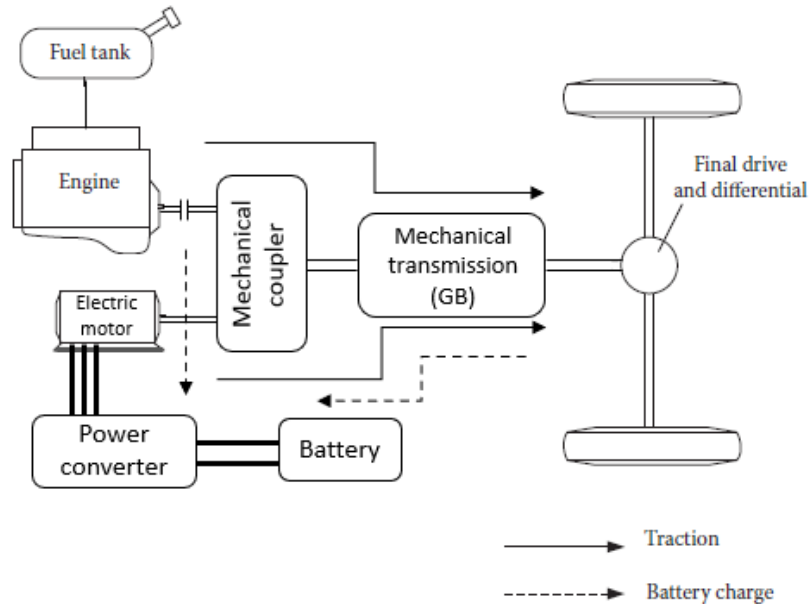 Fuel tank
Engine
Mechanical
coupler
Mechanical
transmission
(GB)
Final drive
and differential
Electric
motor
Power
converter
Battery
Traction
Battery charge